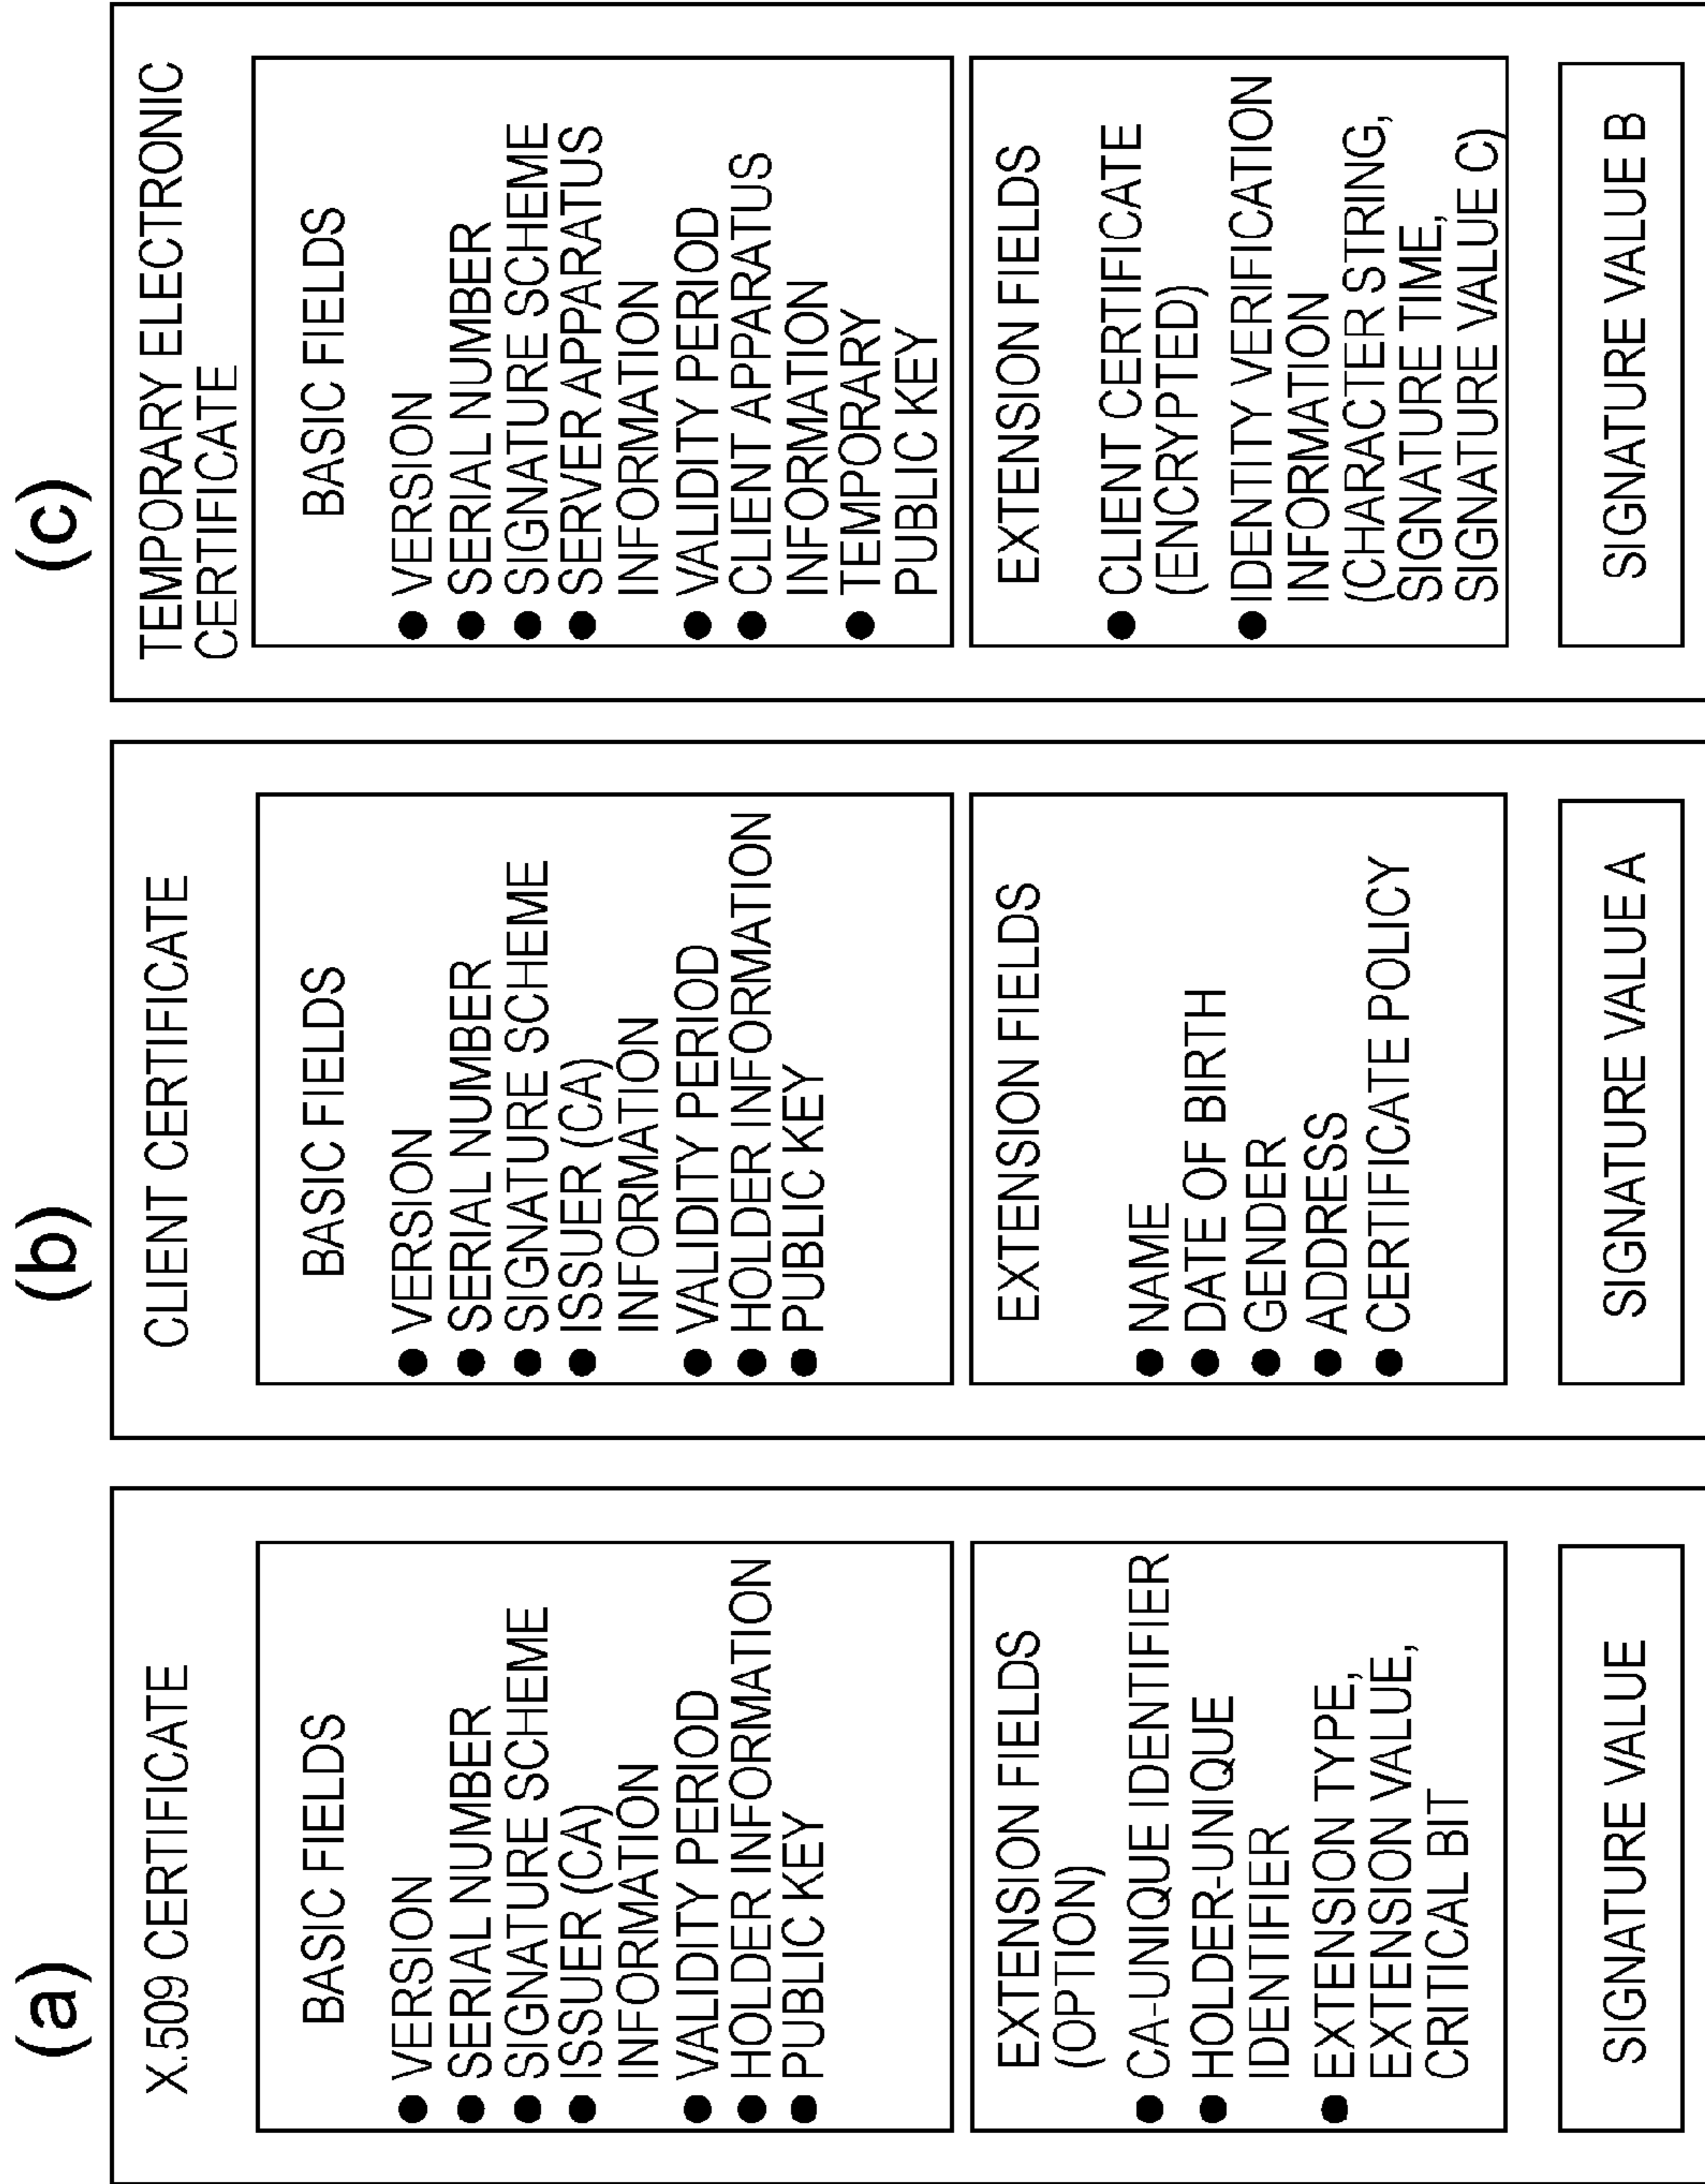 (a)
X.509 CERTIFICATE
BASIC FIELDS
● VERSION
● SERIAL NUMBER
● SIGNATURE SCHEME
● ISSUER (CA)
INFORMATION
● VALIDITY PERIOD
● HOLDER INFORMATION
● PUBLIC KEY
EXTENSION FIELDS
(OPTION)
● CA-UNIQUE IDENTIFIER
● HOLDER-UNIQUE
IDENTIFIER
● EXTENSION TYPE,
EXTENSION VALUE,
CRITICAL BIT
SIGNATURE VALUE
(b)
CLIENT CERTIFICATE
BASIC FIELDS
● VERSION
● SERIAL NUMBER
● SIGNATURE SCHEME
● ISSUER (CA)
INFORMATION
● VALIDITY PERIOD
● HOLDER INFORMATION
● PUBLIC KEY
EXTENSION FIELDS
● NAME
● DATE OF BIRTH
● GENDER
● ADDRESS
● CERTIFICATE POLICY
SIGNATURE VALUE A
(c)
TEMPORARY ELECTRONIC
CERTIFICATE
BASIC FIELDS
● VERSION
● SERIAL NUMBER
● SIGNATURE SCHEME
● SERVER APPARATUS
INFORMATION
● VALIDITY PERIOD
● CLIENT APPARATUS
INFORMATION
● TEMPORARY
PUBLIC KEY
EXTENSION FIELDS
● CLIENT CERTIFICATE
(ENCRYPTED)
● IDENTITY VERIFICATION
INFORMATION
(CHARACTER STRING,
SIGNATURE TIME,
SIGNATURE VALUE C)
SIGNATURE VALUE B